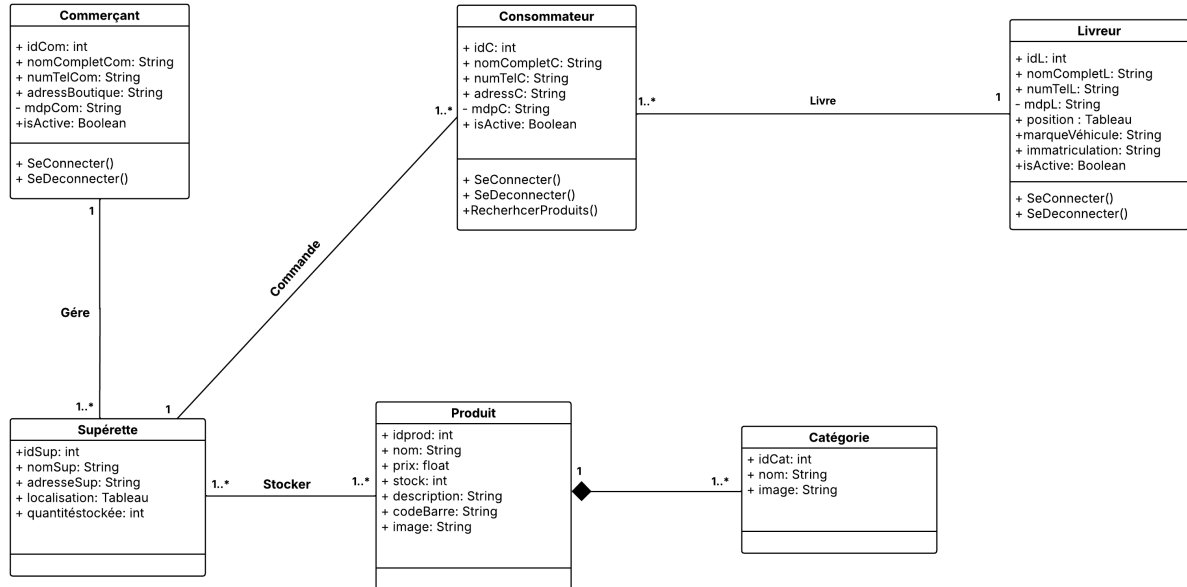 Commerçant
+ idCom: int
+ nomCompletCom: String
+ numTelCom: String
+ adressBoutique: String
- mdpCom: String
+isActive: Boolean
+ SeConnecter()
+ SeDeconnecter()
Consommateur
+ idC: int
+ nomCompletC: String
+ numTelC: String
+ adressC: String
- mdpC: String
+ isActive: Boolean
+ SeConnecter()
+ SeDeconnecter()
+RecherhcerProduits()
Livreur
+ idL: int
+ nomCompletL: String
+ numTelL: String
- mdpL: String
+ position : Tableau
+marqueVéhicule: String
+ immatriculation: String
+isActive: Boolean
+ SeConnecter()
+ SeDeconnecter()
1..*
Livre
1
1..*
Commande
1
1
Gére
1..*
Supérette
+idSup: int
+ nomSup: String
+ adresseSup: String
+ localisation: Tableau
+ quantitéstockée: int
1..*
Stocker
1..*
Produit
+ idprod: int
+ nom: String
+ prix: float
+ stock: int
+ description: String
+ codeBarre: String
+ image: String
1
1..*
Catégorie
+ idCat: int
+ nom: String
+ image: String